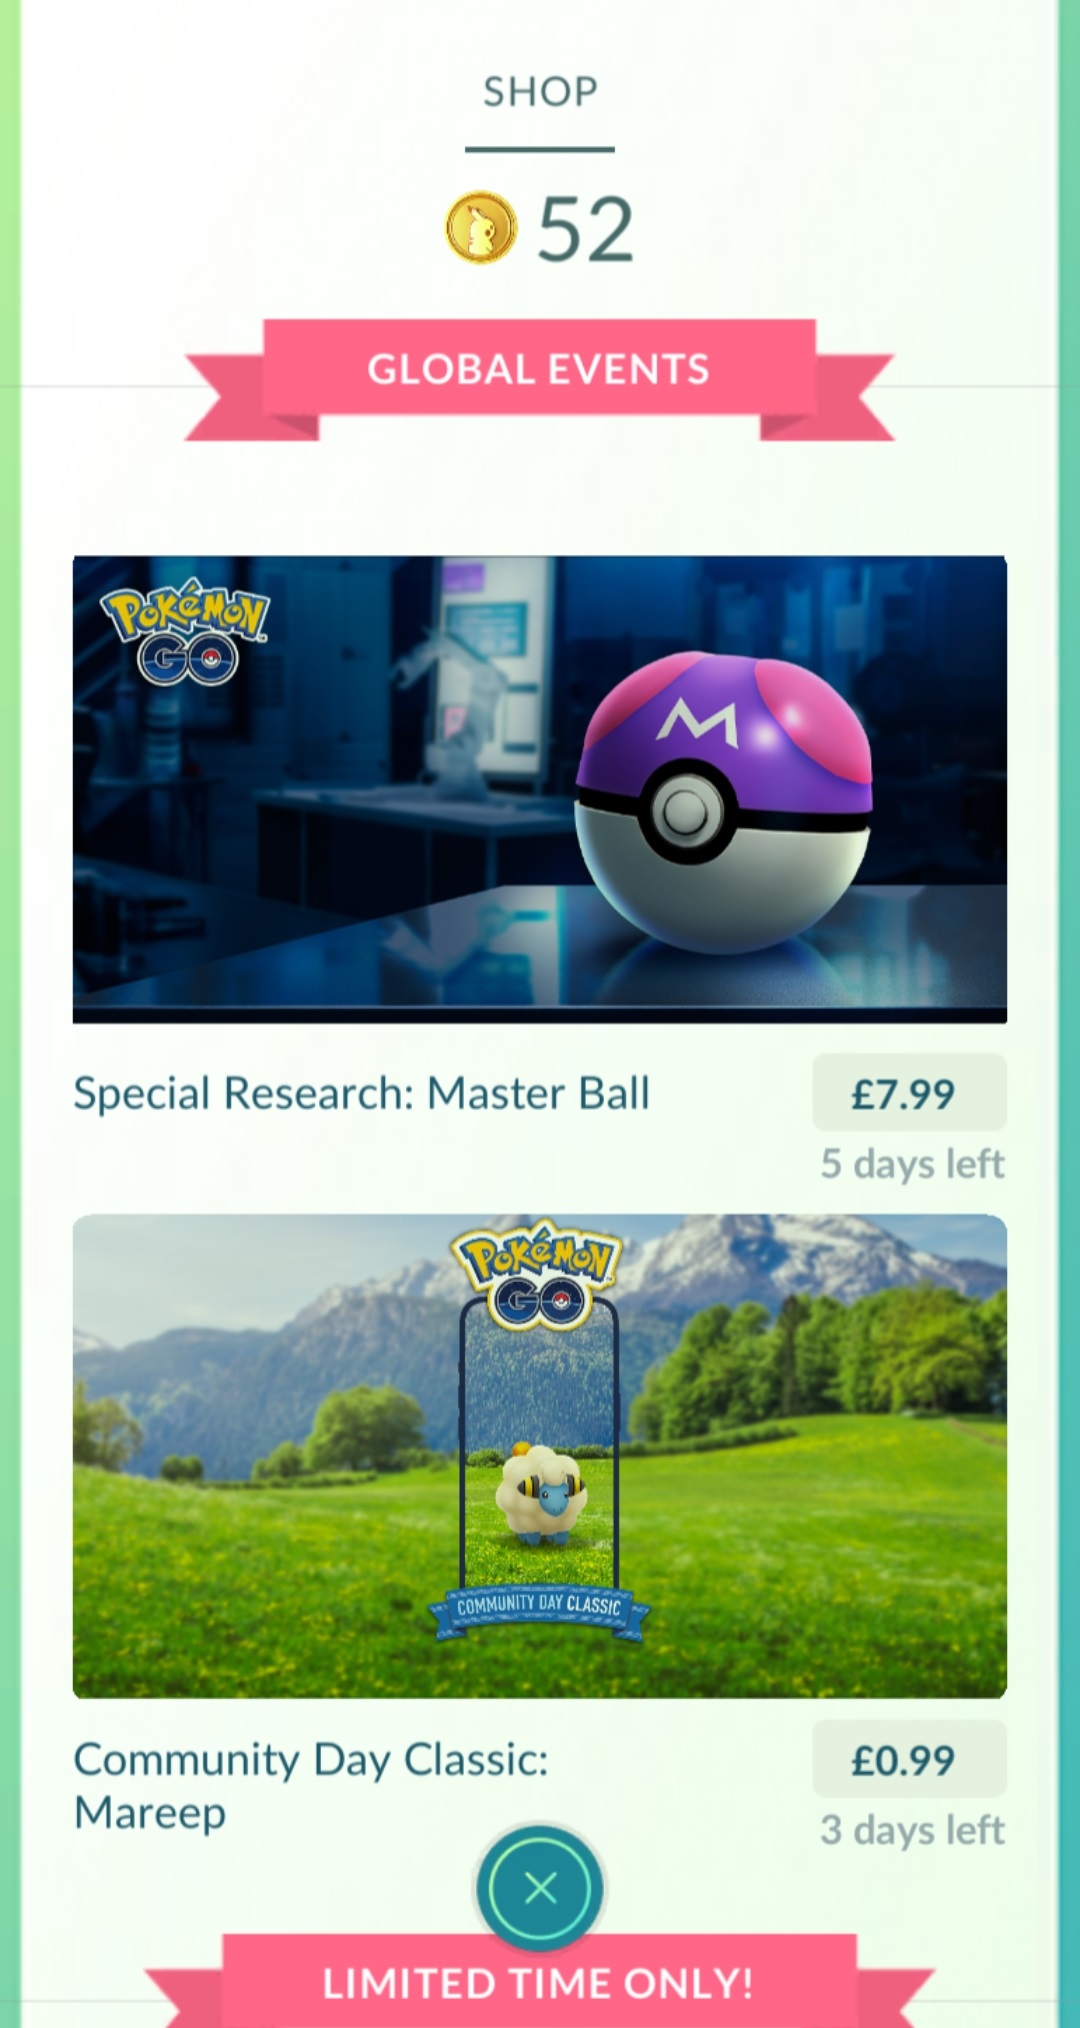 SHOP
52
GLOBAL EVENTS
POKéMON
GO
M
Special Research: Master Ball
£7.99
5 days left
POKéMON
GO
COMMUNITY DAY CLASSIC
Community Day Classic:
Mareep
£0.99
3 days left
LIMITED TIME ONLY!